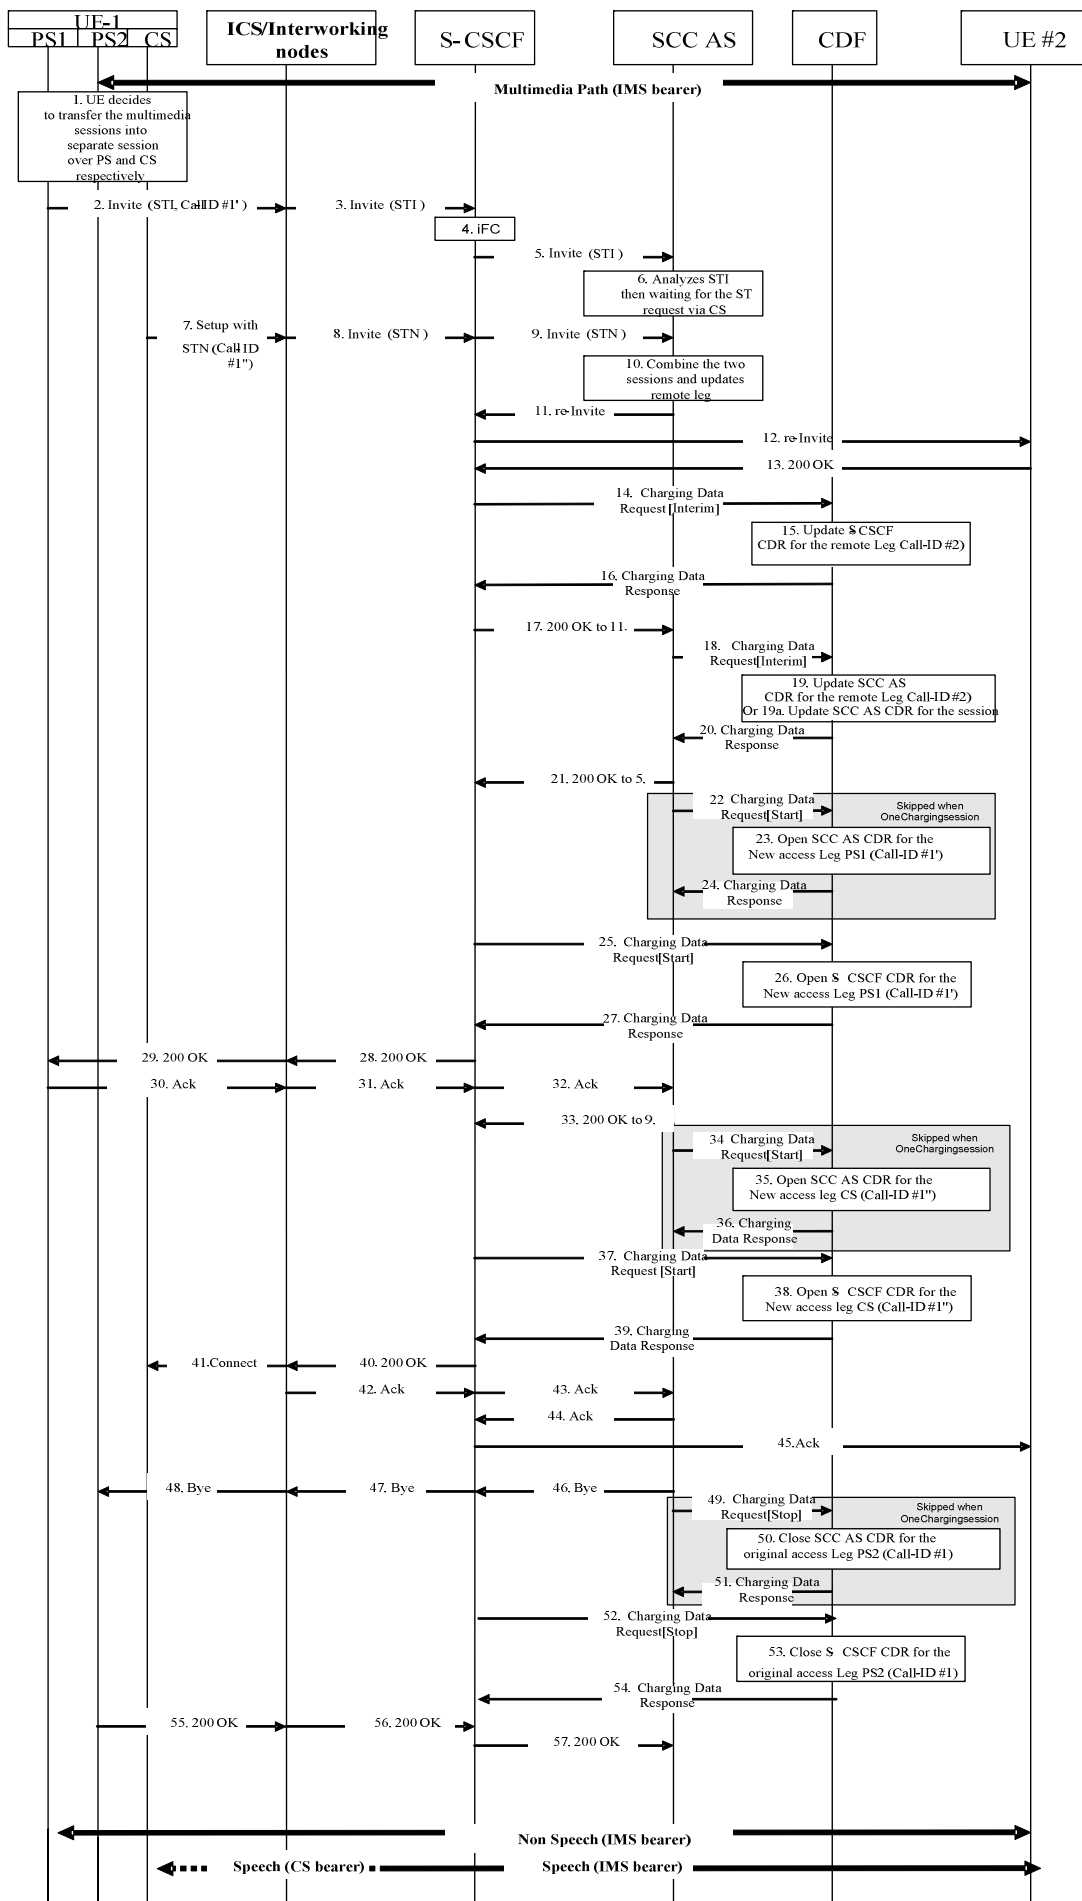 UE-1
PS1 PS2 CS
ICS/Interworking
nodes
S-CSCF
SCC AS
CDF
UE #2
Multimedia Path (IMS bearer)
1. UE decides
to transfer the multimedia
sessions into
separate session
over PS and CS
respectively
2. Invite (STI, Call-ID #1')
3. Invite (STI)
4. iFC
5. Invite (STI)
6. Analyzes STI
then waiting for the ST
request via CS
7. Setup with
STN (Call-ID
#1'')
8. Invite (STN)
9. Invite (STN)
10. Combine the two
sessions and updates
remote leg
11. re-Invite
12. re-Invite
13. 200 OK
14. Charging Data
Request[Interim]
15. Update S-CSCF
CDR for the remote Leg Call-ID #2)
16. Charging Data
Response
17. 200 OK to 11.
18. Charging Data
Request[Interim]
19. Update SCC AS
CDR for the remote Leg Call-ID #2)
Or 19a. Update SCC AS CDR for the session
20. Charging Data
Response
21. 200 OK to 5.
22 Charging Data
Request[Start]
Skipped when
OneChargingsession
23. Open SCC AS CDR for the
New access Leg PS1 (Call-ID #1')
24. Charging Data
Response
25. Charging Data
Request[Start]
26. Open S- CSCF CDR for the
New access Leg PS1 (Call-ID #1')
27. Charging Data
Response
29. 200 OK
28. 200 OK
30. Ack
31. Ack
32. Ack
33. 200 OK to 9.
34 Charging Data
Request[Start]
Skipped when
OneChargingsession
35. Open SCC AS CDR for the
New access leg CS (Call-ID #1'')
36. Charging
Data Response
37. Charging Data
Request [Start]
38. Open S- CSCF CDR for the
New access leg CS (Call-ID #1'')
39. Charging
Data Response
41.Connect
40. 200 OK
42. Ack
43. Ack
44. Ack
45.Ack
48. Bye
47. Bye
46. Bye
49. Charging Data
Request[Stop]
Skipped when
OneChargingsession
50. Close SCC AS CDR for the
original access Leg PS2 (Call-ID #1)
51. Charging Data
Response
52. Charging Data
Request[Stop]
53. Close S- CSCF CDR for the
original access Leg PS2 (Call-ID #1)
54. Charging Data
Response
55. 200 OK
56. 200 OK
57. 200 OK
Non Speech (IMS bearer)
Speech (CS bearer)
Speech (IMS bearer)